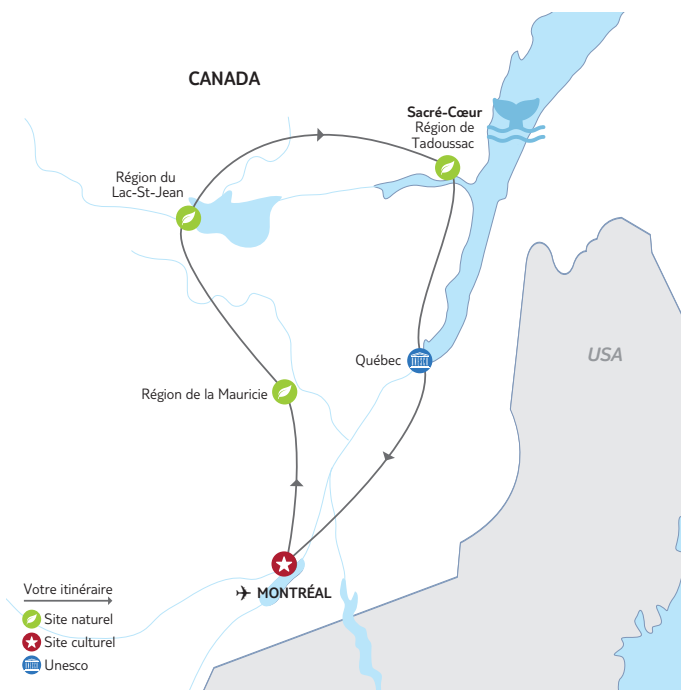 CANADA
Sacré-Cœur
Région de
Tadoussac
Région du
Lac-St-Jean
Québec
USA
Région de la Mauricie
MONTRÉAL
Votre itinéraire
Site naturel
Site culturel
Unesco